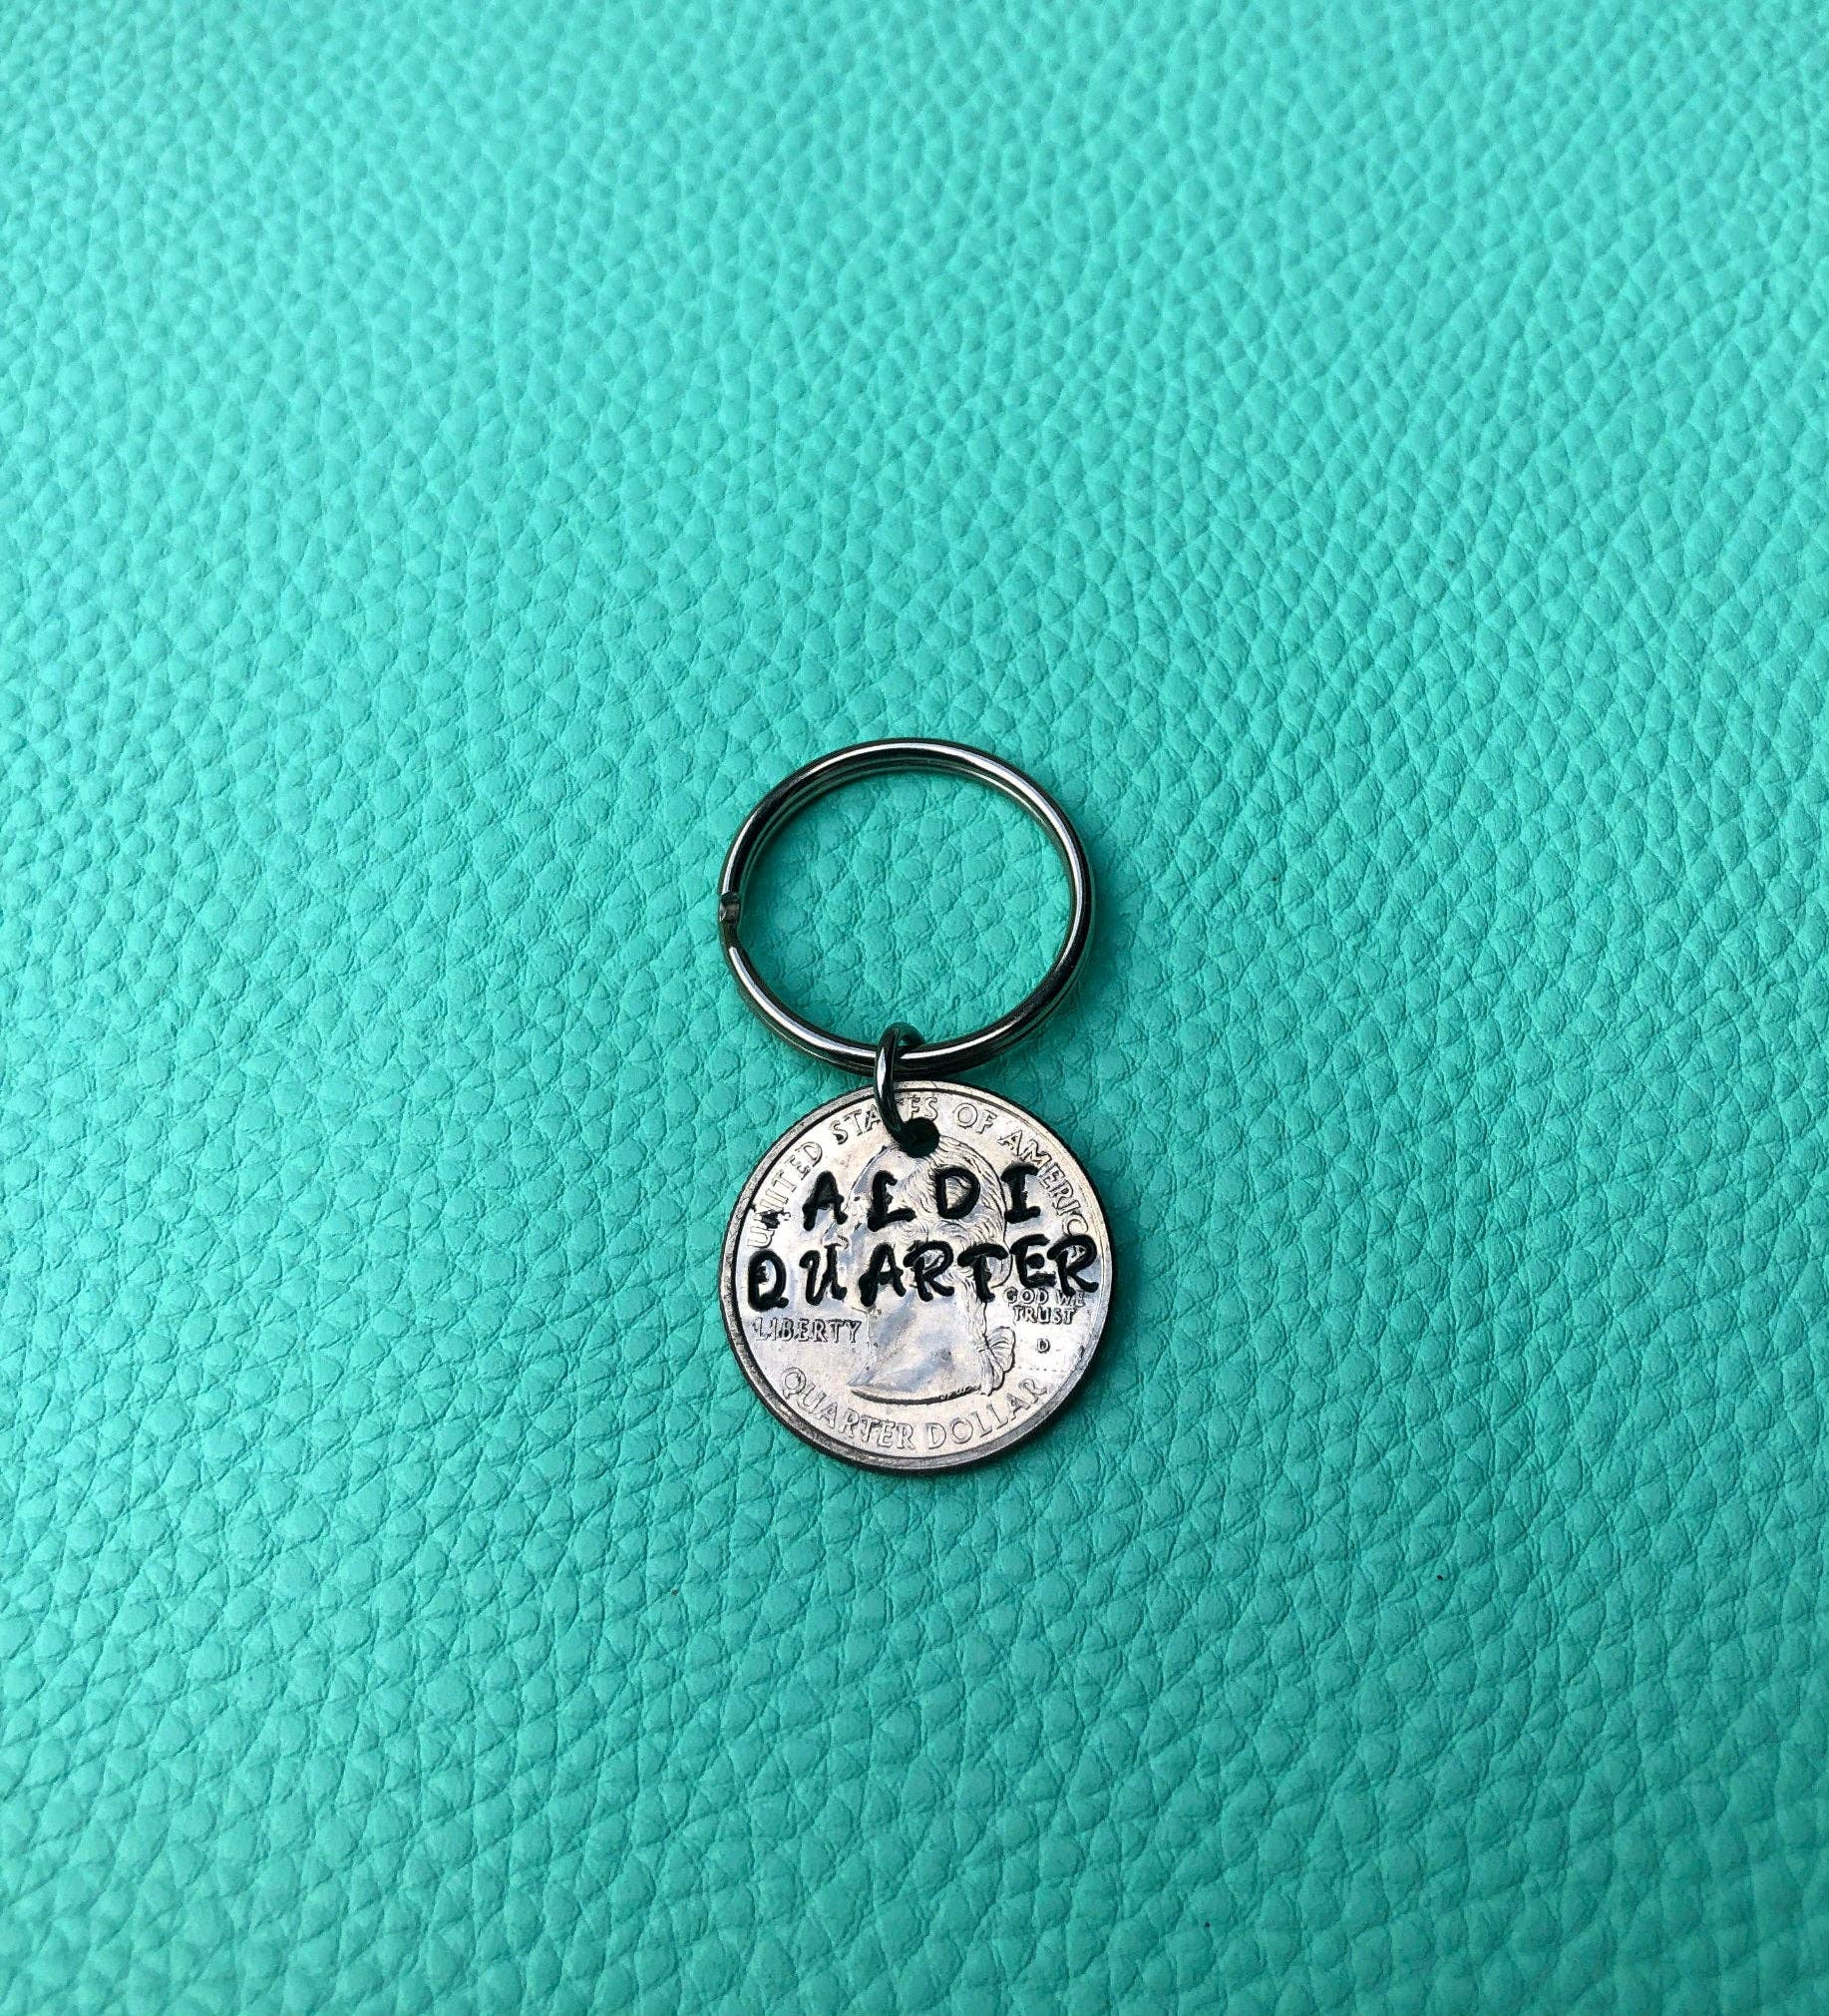 UNITED STATES OF AMERICA
ALDI
QUARTER
GOD WE
TRUST
LIBERTY
D
QUARTER DOLLAR